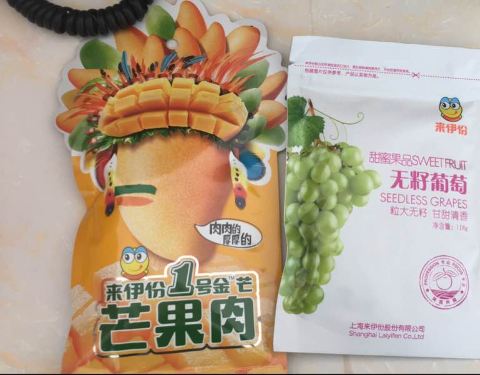 肉肉的
厚厚的
来伊份1号金芒
芒果肉
来伊份
甜蜜果品SWEET FRUIT
无籽葡萄
SEEDLESS GRAPES
粒大无籽 甘甜清香
上海来伊份股份有限公司
Shanghai Laiyifen Co.,Ltd